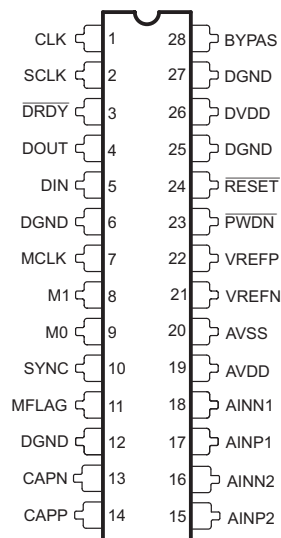 CLK 1 28 BYPAS
SCLK 2 27 DGND
DRDY 3 26 DVDD
DOUT 4 25 DGND
DIN 5 24 RESET
DGND 6 23 PWDN
MCLK 7 22 VREFP
M1 8 21 VREFN
M0 9 20 AVSS
SYNC 10 19 AVDD
MFLAG 11 18 AINN1
DGND 12 17 AINP1
CAPN 13 16 AINN2
CAPP 14 15 AINP2